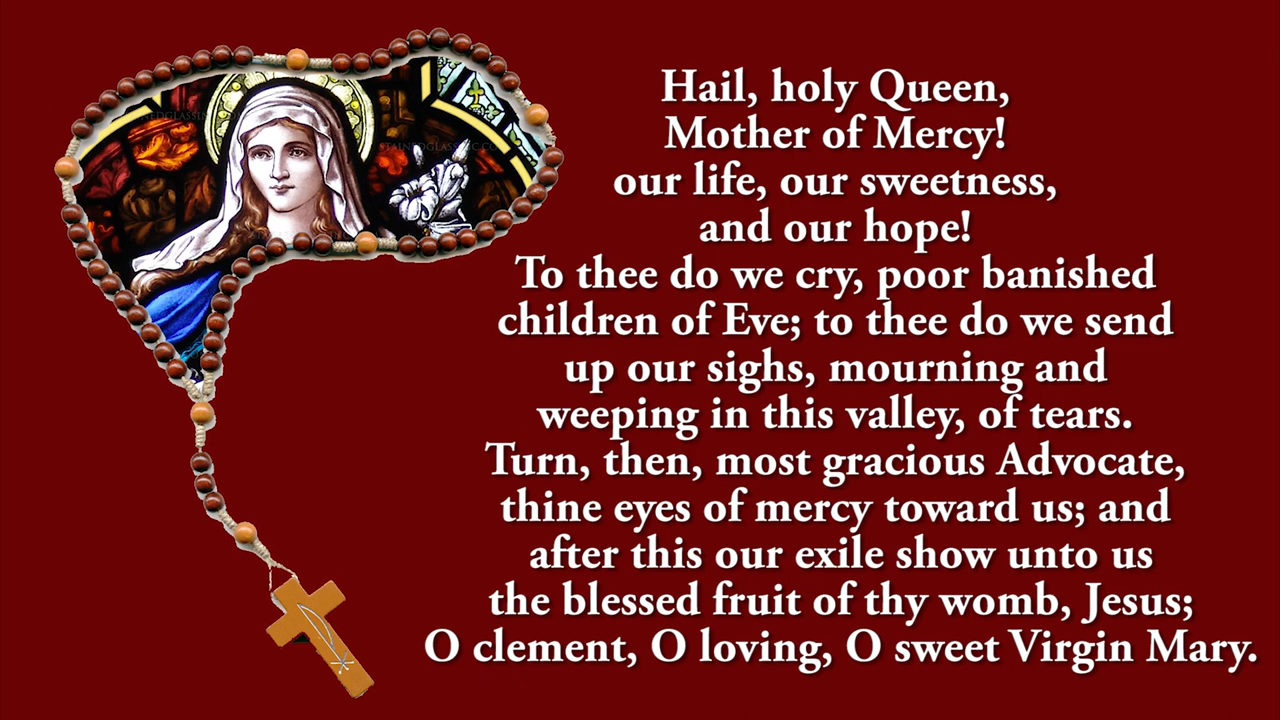 Hail, holy Queen,
Mother of Mercy!
our life, our sweetness,
and our hope!
To thee do we cry, poor banished
children of Eve; to thee do we send
up our sighs, mourning and
weeping in this valley, of tears.
Turn, then, most gracious Advocate,
thine eyes of mercy toward us; and
after this our exile show unto us
the blessed fruit of thy womb, Jesus;
O clement, O loving, O sweet Virgin Mary.